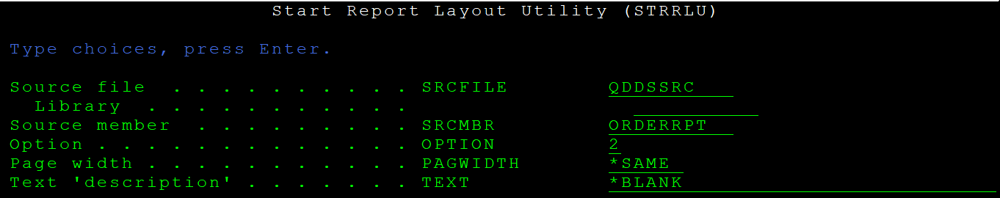 Start Report Layout Utility (STRRLU)
Type choices, press Enter.
Source file . . . . . . . . . . SRCFILE QDDSSRC
Library . . . . . . . . . . .
Source member . . . . . . . . . SRCMBR ORDERRPT
Option . . . . . . . . . . . . . OPTION 2
Page width . . . . . . . . . . . PAGWIDTH *SAME
Text 'description' . . . . . . . TEXT *BLANK